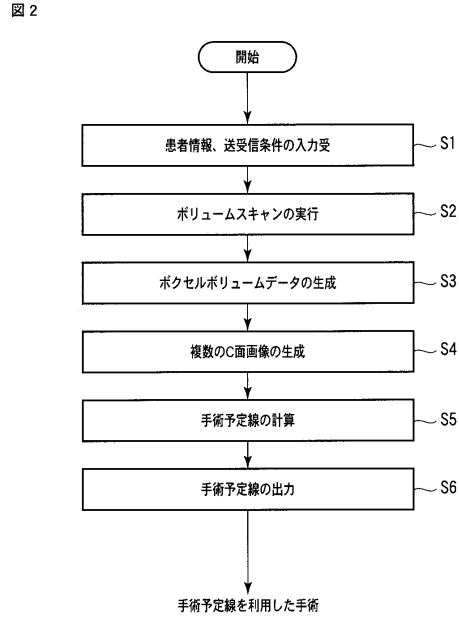 図2
開始
患者情報、送受信条件の入力受
S1
ボリュームスキャンの実行
S2
ボクセルボリュームデータの生成
S3
複数のC面画像の生成
S4
手術予定線の計算
S5
手術予定線の出力
S6
手術予定線を利用した手術